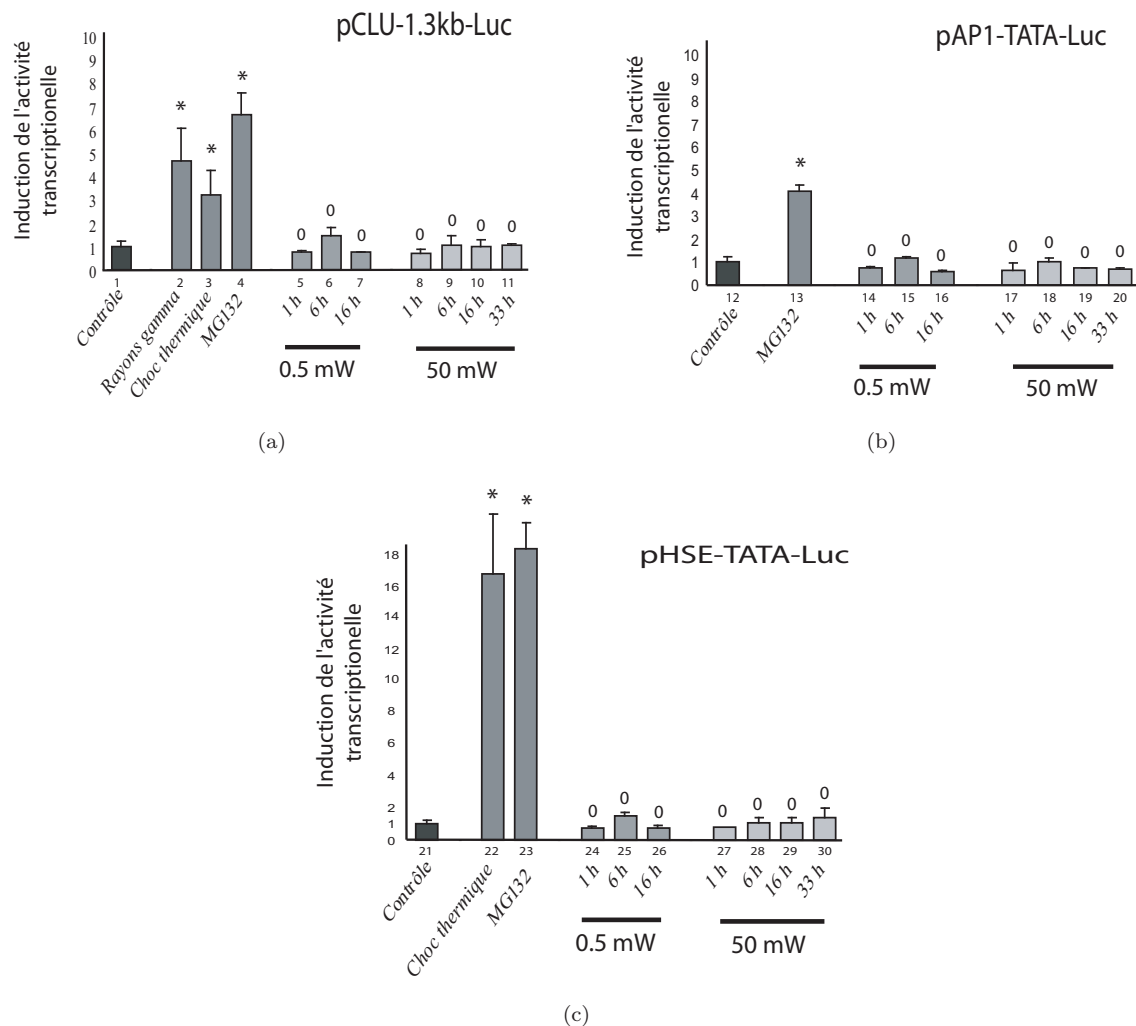 pCLU-1.3kb-Luc
Induction de l'activité
transcriptionelle
10
9
8
7
6
5
4
3
2
1
0
*
*
*
0
0
0
0
0
0
0
1
2
3
4
5
6
7
8
9
10
11
Contrôle
Rayons gamma
Choc thermique
MG132
1 h
6 h
16 h
1 h
6 h
16 h
33 h
0.5 mW
50 mW
(a)
pAP1-TATA-Luc
Induction de l'activité
transcriptionelle
10
9
8
7
6
5
4
3
2
1
0
*
0
0
0
0
0
0
0
12
13
14
15
16
17
18
19
20
Contrôle
MG132
1 h
6 h
16 h
1 h
6 h
16 h
33 h
0.5 mW
50 mW
(b)
pHSE-TATA-Luc
Induction de l'activité
transcriptionelle
18
16
14
12
10
8
6
4
2
1
0
*
*
0
0
0
0
0
0
0
21
22
23
24
25
26
27
28
29
30
Contrôle
Choc thermique
MG132
1 h
6 h
16 h
1 h
6 h
16 h
33 h
0.5 mW
50 mW
(c)